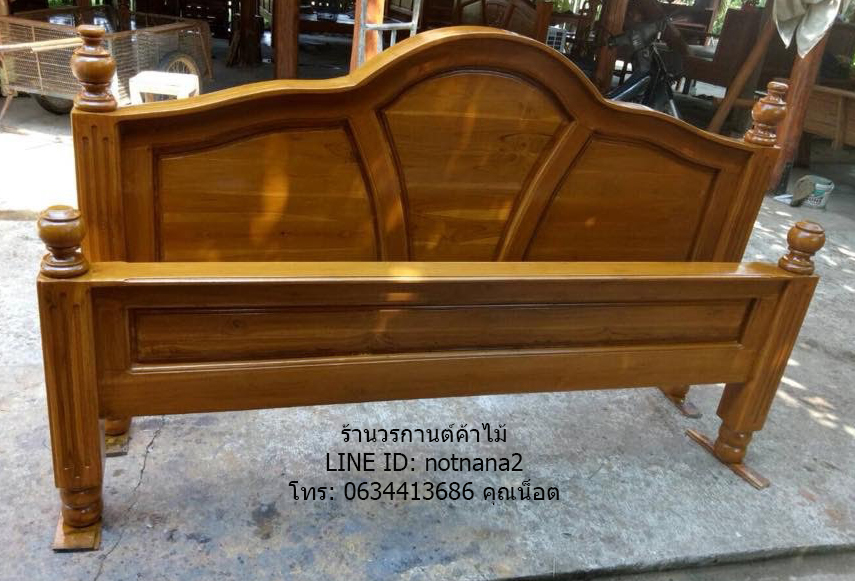 ร้านวรกานต์ค้าไม้
LINE ID: notnana2
โทร: 0634413686 คุณน็อต